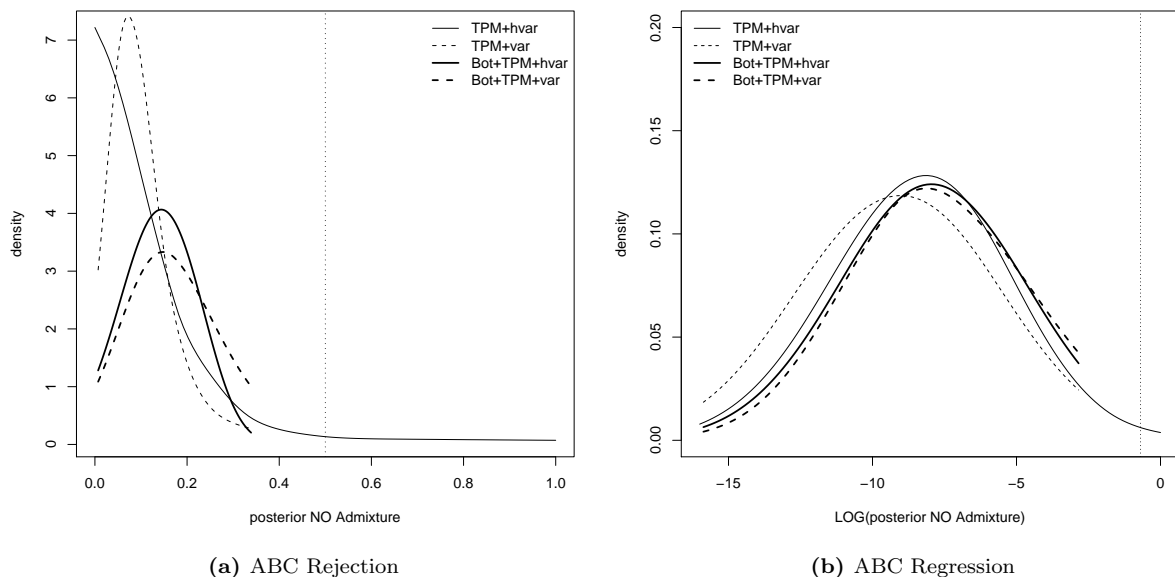 TPM+hvar
TPM+var
Bot+TPM+hvar
Bot+TPM+var
density
0
1
2
3
4
5
6
7
0.0 0.2 0.4 0.6 0.8 1.0
posterior NO Admixture
(a) ABC Rejection
TPM+hvar
TPM+var
Bot+TPM+hvar
Bot+TPM+var
density
0.00
0.05
0.10
0.15
0.20
−15 −10 −5 0
LOG(posterior NO Admixture)
(b) ABC Regression